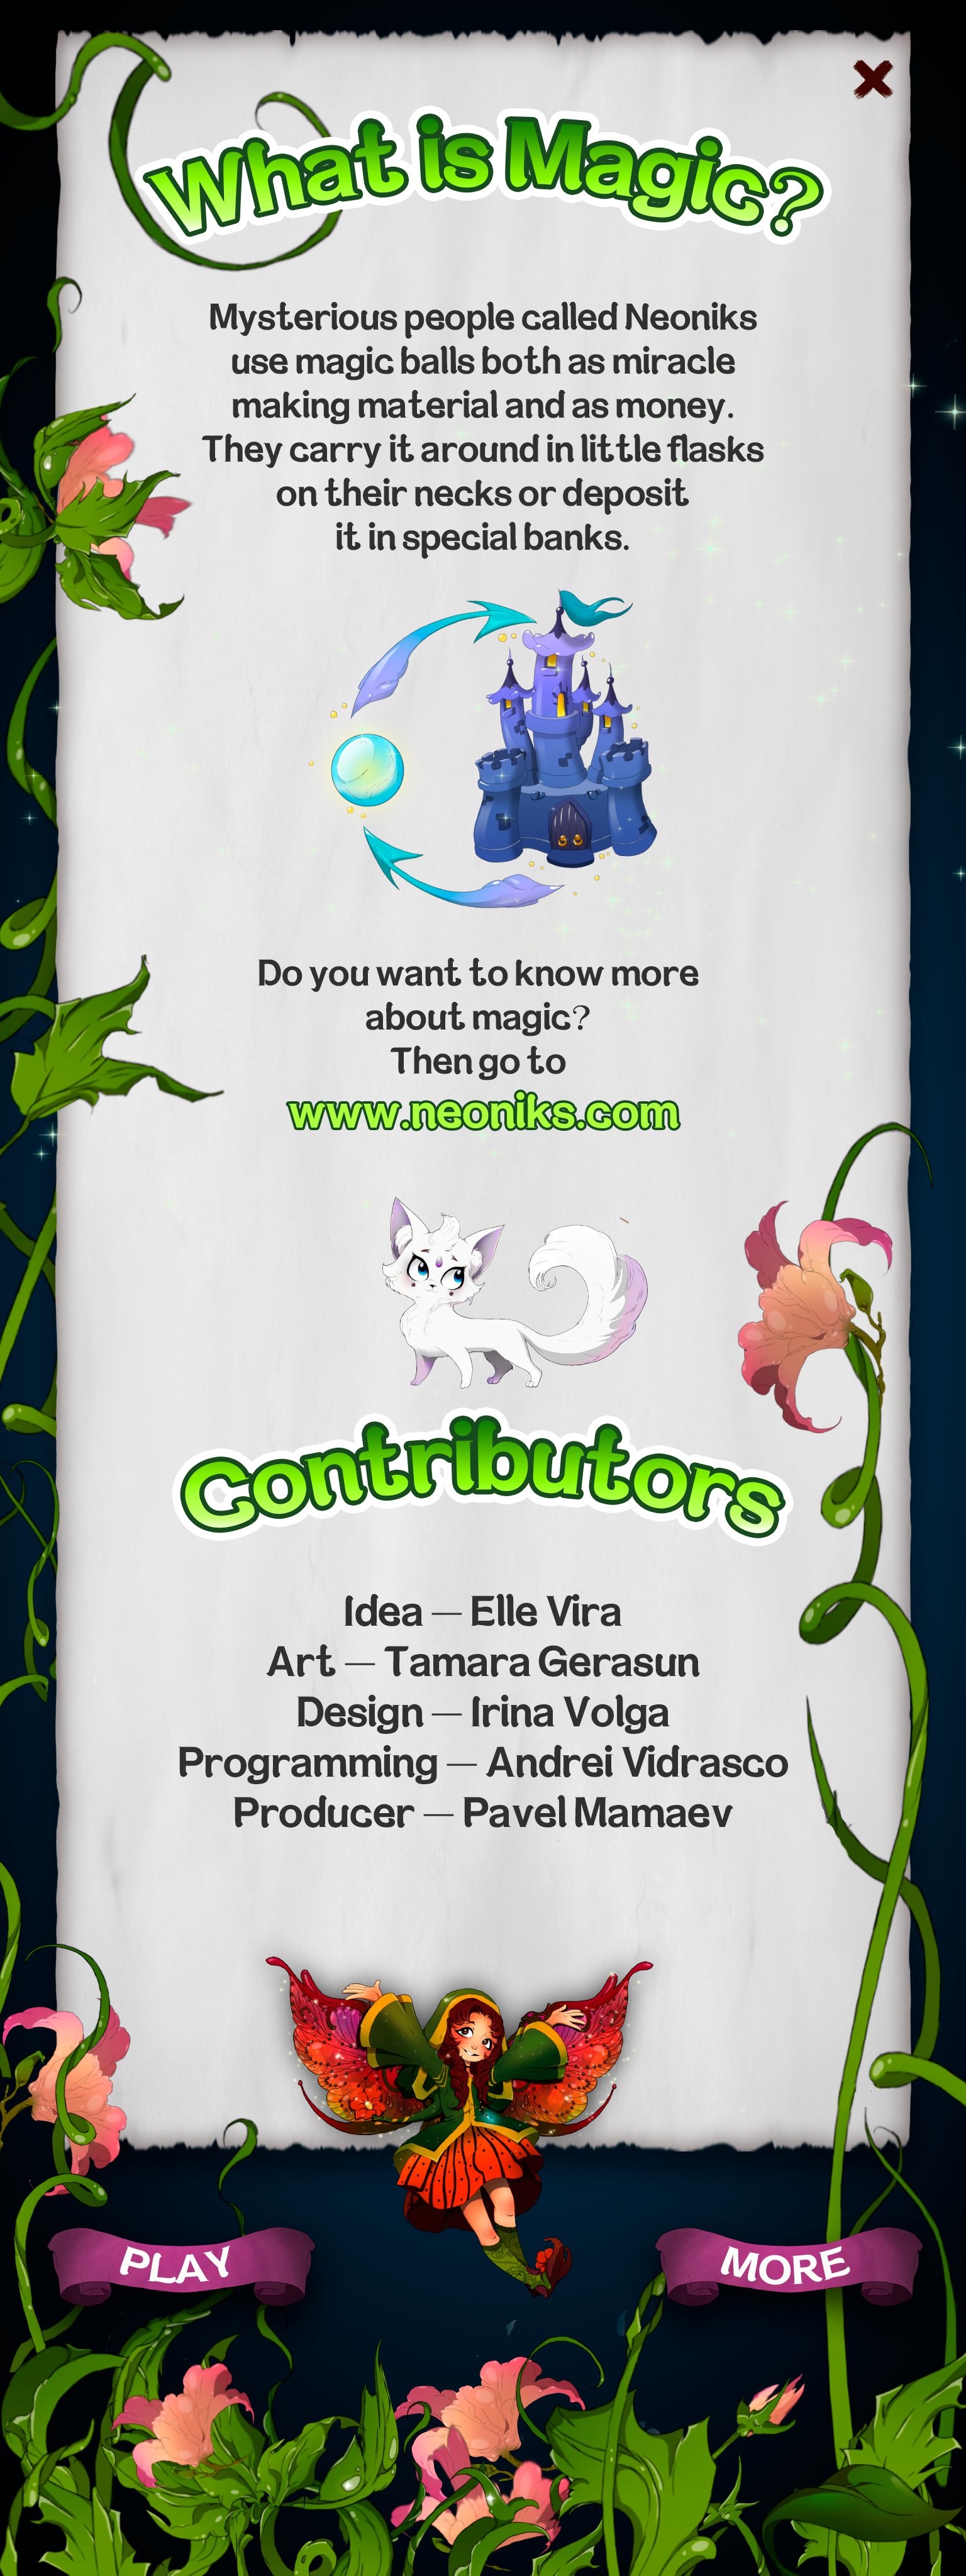 What is Magic?
Mysterious people called Neoniks
use magic balls both as miracle
making material and as money.
They carry it around in little flasks
on their necks or deposit
it in special banks.
Do you want to know more
about magic?
Then go to
www.neoniks.com
Contributors
Idea — Elle Vira
Art — Tamara Gerasun
Design — Irina Volga
Programming — Andrei Vidrasco
Producer — Pavel Mamaev
PLAY
MORE